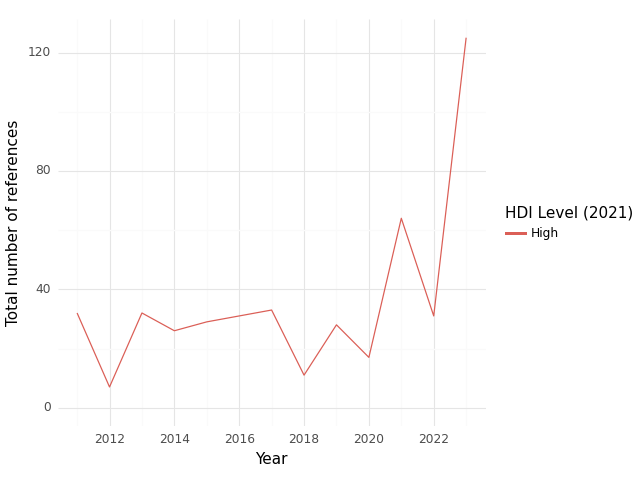 120
80
40
0
Total number of references
2012 2014 2016 2018 2020 2022
Year
HDI Level (2021)
High